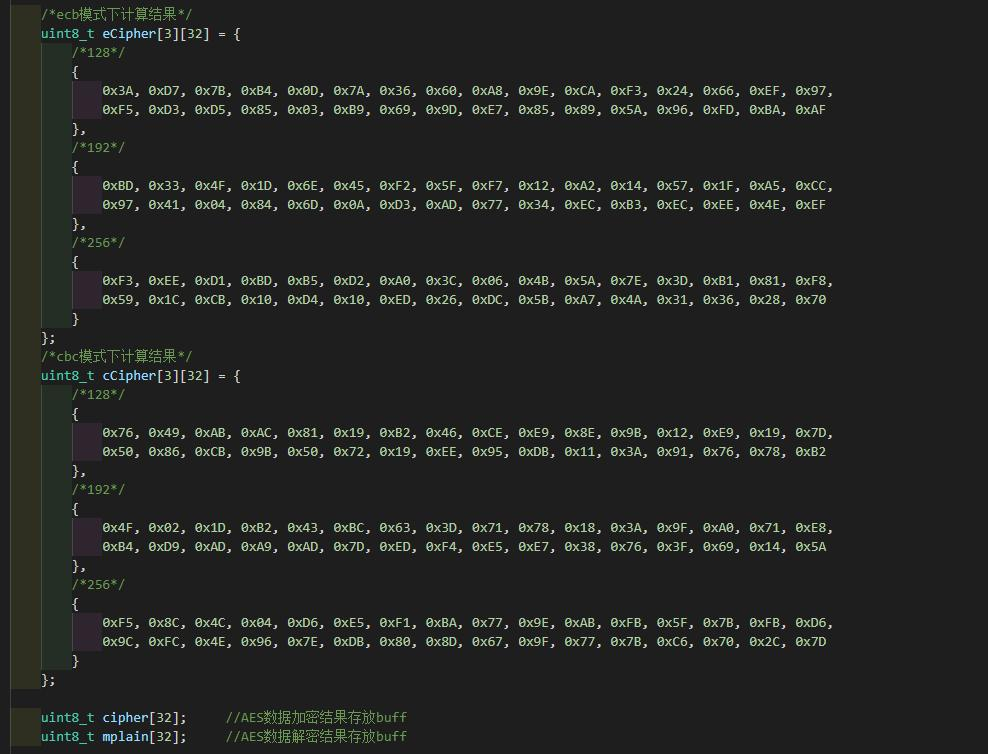 /*ecb模式下计算结果*/
uint8_t eCipher[3][32] = {
/*128*/
{
0x3A, 0xD7, 0x7B, 0xB4, 0x0D, 0x7A, 0x36, 0x60, 0xA8, 0x9E, 0xCA, 0xF3, 0x24, 0x66, 0xEF, 0x97,
0xF5, 0xD3, 0xD5, 0x85, 0x03, 0xB9, 0x69, 0x9D, 0xE7, 0x85, 0x89, 0x5A, 0x96, 0xFD, 0xBA, 0xAF
},
/*192*/
{
0xBD, 0x33, 0x4F, 0x1D, 0x6E, 0x45, 0xF2, 0x5F, 0xF7, 0x12, 0xA2, 0x14, 0x57, 0x1F, 0xA5, 0xCC,
0x97, 0x41, 0x04, 0x84, 0x6D, 0x0A, 0xD3, 0xAD, 0x77, 0x34, 0xEC, 0xB3, 0xEC, 0xEE, 0x4E, 0xEF
},
/*256*/
{
0xF3, 0xEE, 0xD1, 0xBD, 0xB5, 0xD2, 0xA0, 0x3C, 0x06, 0x4B, 0x5A, 0x7E, 0x3D, 0xB1, 0x81, 0xF8,
0x59, 0x1C, 0xCB, 0x10, 0xD4, 0x10, 0xED, 0x26, 0xDC, 0x5B, 0xA7, 0x4A, 0x31, 0x36, 0x28, 0x70
}
};
/*cbc模式下计算结果*/
uint8_t cCipher[3][32] = {
/*128*/
{
0x76, 0x49, 0xAB, 0xAC, 0x81, 0x19, 0xB2, 0x46, 0xCE, 0xE9, 0x8E, 0x9B, 0x12, 0xE9, 0x19, 0x7D,
0x50, 0x86, 0xCB, 0x9B, 0x50, 0x72, 0x19, 0xEE, 0x95, 0xDB, 0x11, 0x3A, 0x91, 0x76, 0x78, 0xB2
},
/*192*/
{
0x4F, 0x02, 0x1D, 0xB2, 0x43, 0xBC, 0x63, 0x3D, 0x71, 0x78, 0x18, 0x3A, 0x9F, 0xA0, 0x71, 0xE8,
0xB4, 0xD9, 0xAD, 0xA9, 0xAD, 0x7D, 0xED, 0xF4, 0xE5, 0xE7, 0x38, 0x76, 0x3F, 0x69, 0x14, 0x5A
},
/*256*/
{
0xF5, 0x8C, 0x4C, 0x04, 0xD6, 0xE5, 0xF1, 0xBA, 0x77, 0x9E, 0xAB, 0xFB, 0x5F, 0x7B, 0xFB, 0xD6,
0x9C, 0xFC, 0x4E, 0x96, 0x7E, 0xDB, 0x80, 0x8D, 0x67, 0x9F, 0x77, 0x7B, 0xC6, 0x70, 0x2C, 0x7D
}
};
uint8_t cipher[32]; //AES数据加密结果存放buff
uint8_t mplain[32]; //AES数据解密结果存放buff